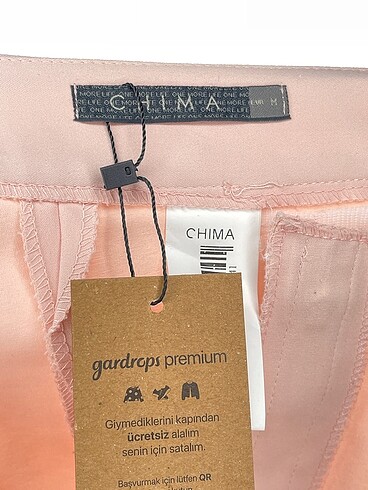 CHIMA
M
CHIMA
gardrops premium
Giymediklerini kapından
ücretsiz alalım
senin için satalım.
Başvurmak için lütfen QR